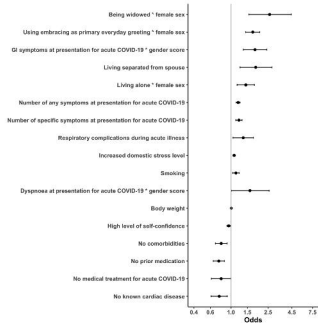 Being widowed * female sex
Using embracing as primary everyday greeting * female sex
GI symptoms at presentation for acute COVID-19 * gender score
Living separated from spouse
Living alone * female sex
Number of any symptoms at presentation for acute COVID-19
Number of specific symptoms at presentation for acute COVID-19
Respiratory complications during acute illness
Increased domestic stress level
Smoking
Dyspnoea at presentation for acute COVID-19 * gender score
Body weight
High level of self-confidence
No comorbidities
No prior medication
No medical treatment for acute COVID-19
No known cardiac disease
0.4 0.6 1.0 1.5 2.5 4.5 7.5
Odds